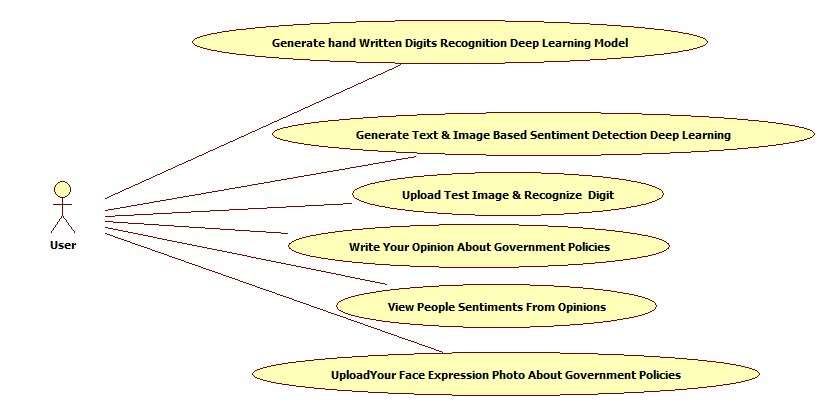 Generate hand Written Digits Recognition Deep Learning Model
Generate Text & Image Based Sentiment Detection Deep Learning
Upload Test Image & Recognize Digit
User
Write Your Opinion About Government Policies
View People Sentiments From Opinions
UploadYour Face Expression Photo About Government Policies